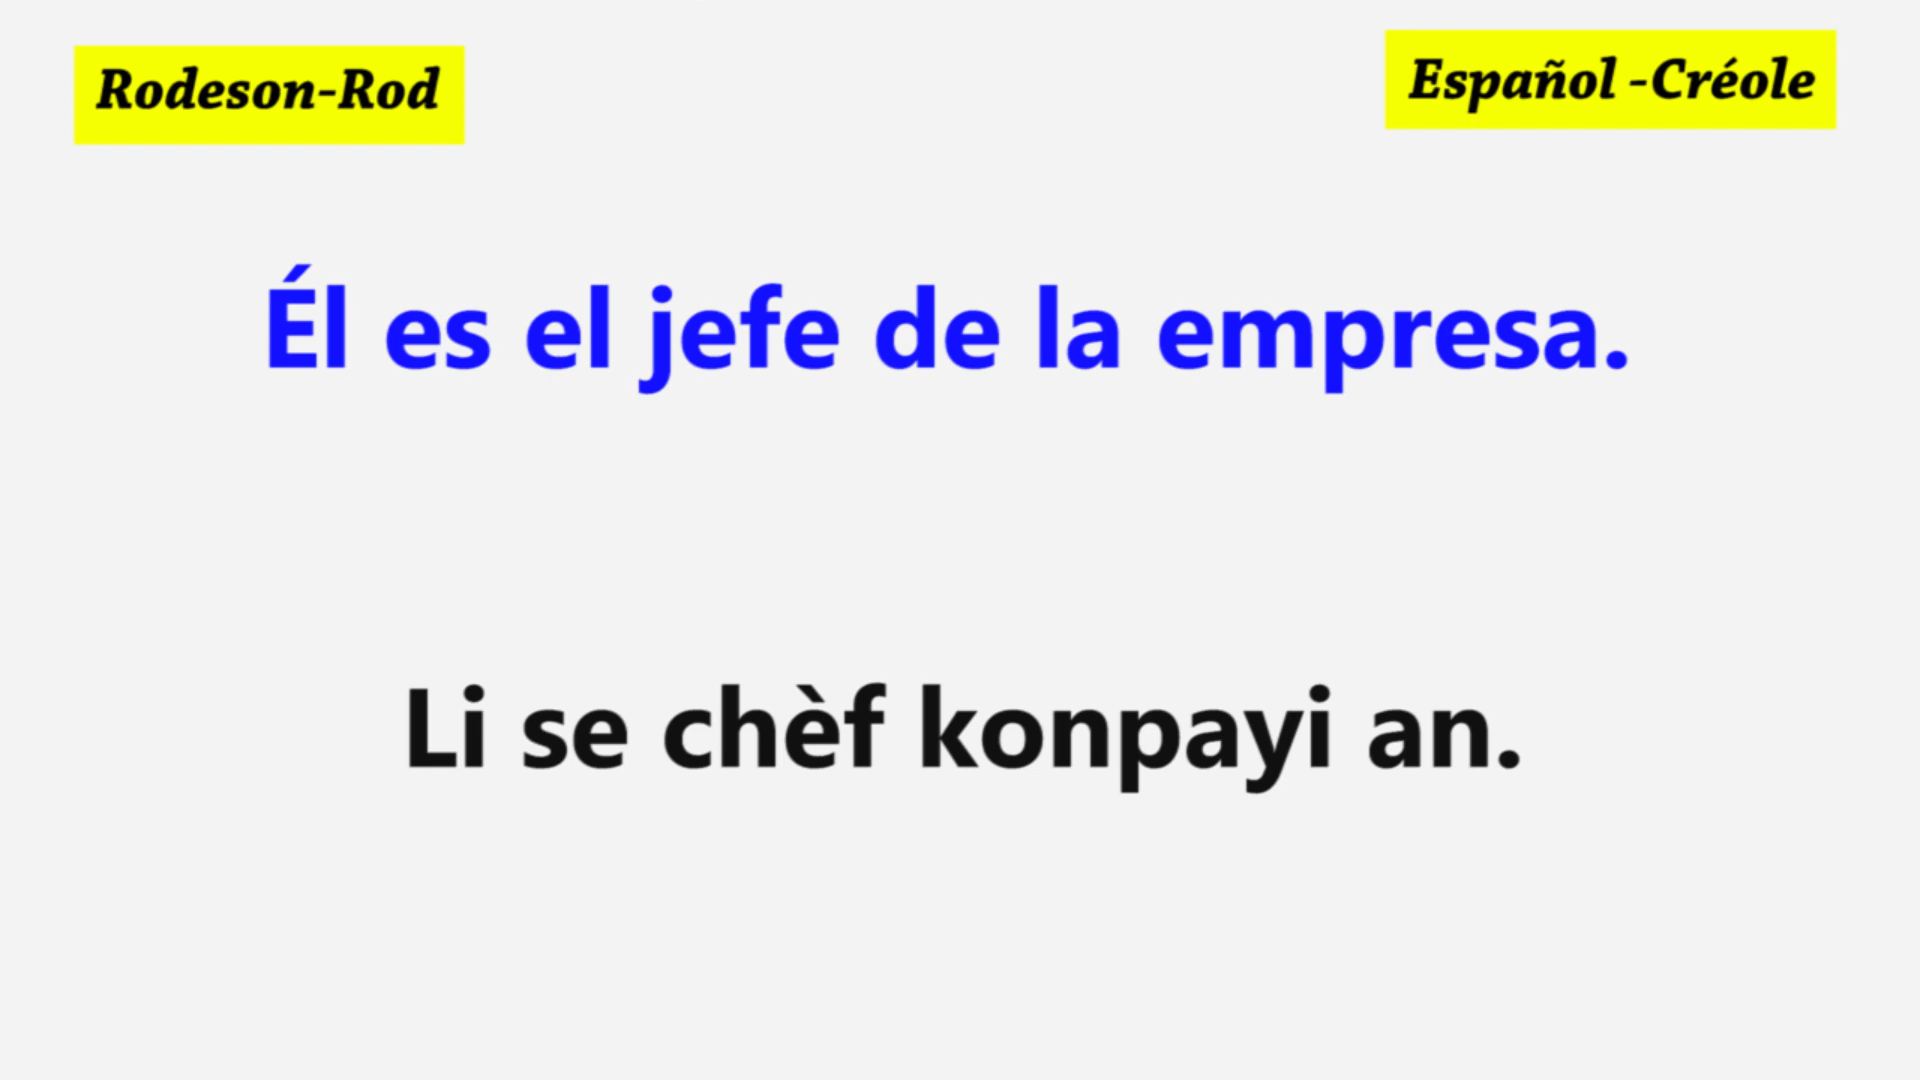 Rodeson-Rod
Español -Créole
Él es el jefe de la empresa.
Li se chèf konpayi an.